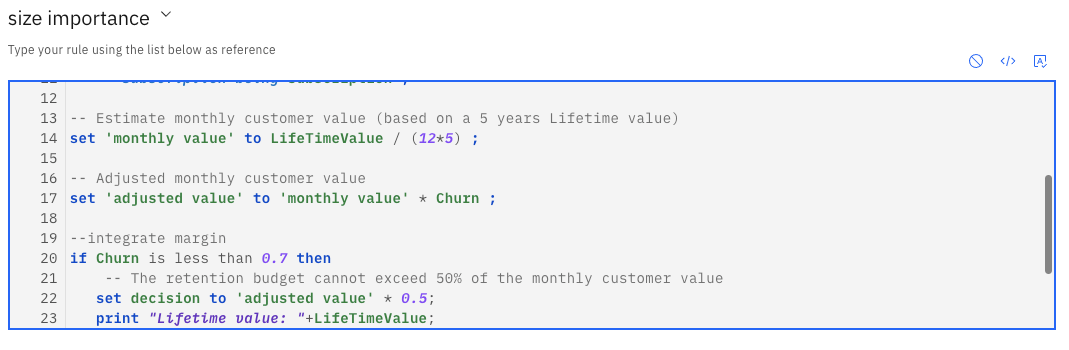 size importance
Type your rule using the list below as reference
</>
12
13 -- Estimate monthly customer value (based on a 5 years Lifetime value)
14 set 'monthly value' to LifeTimeValue / (12*5) ;
15
16 -- Adjusted monthly customer value
17 set 'adjusted value' to 'monthly value' * Churn ;
18
19 --integrate margin
20 if Churn is less than 0.7 then
21 -- The retention budget cannot exceed 50% of the monthly customer value
22 set decision to 'adjusted value' * 0.5;
23 print "Lifetime value: "+LifeTimeValue;